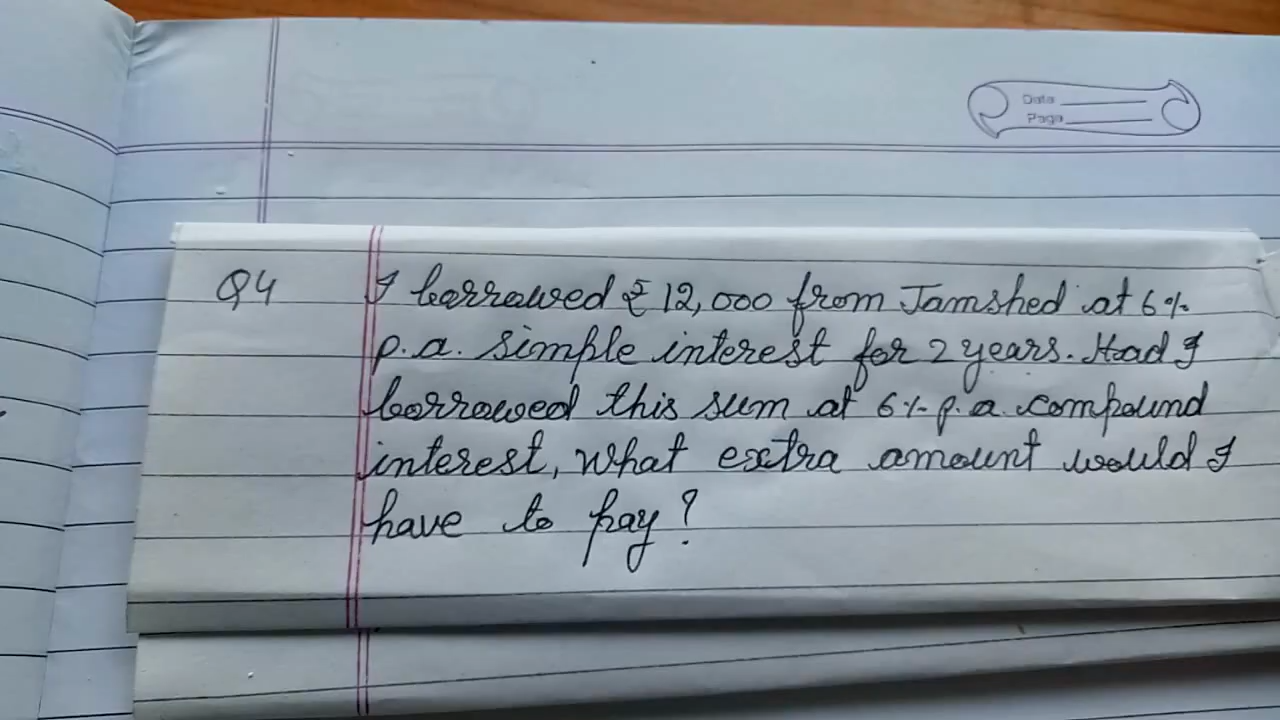 Data
Page
Q4 I borrowed ₹ 12,000 from Jamshed at 6%
p.a. simple interest for 2 years. Had I
borrowed this sum at 6% p.a. compound
interest, what extra amount would I
have to pay?